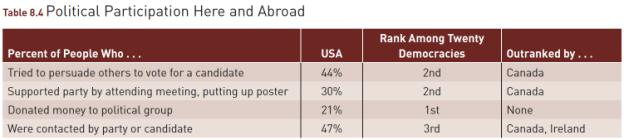 Table 8.4 Political Participation Here and Abroad
Rank Among Twenty
Percent of People Who . . . USA Democracies Outranked by . . .
Tried to persuade others to vote for a candidate 44% 2nd Canada
Supported party by attending meeting, putting up poster 30% 2nd Canada
Donated money to political group 21% 1st None
Were contacted by party or candidate 47% 3rd Canada, Ireland